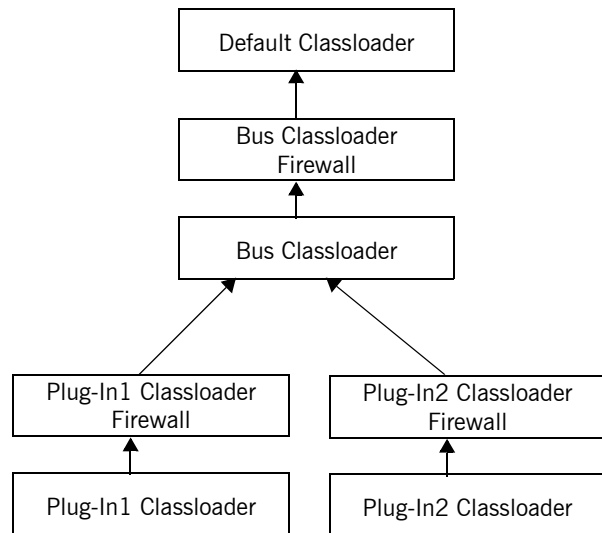 Default Classloader
Bus Classloader
Firewall
Bus Classloader
Plug-In1 Classloader
Firewall
Plug-In2 Classloader
Firewall
Plug-In1 Classloader
Plug-In2 Classloader